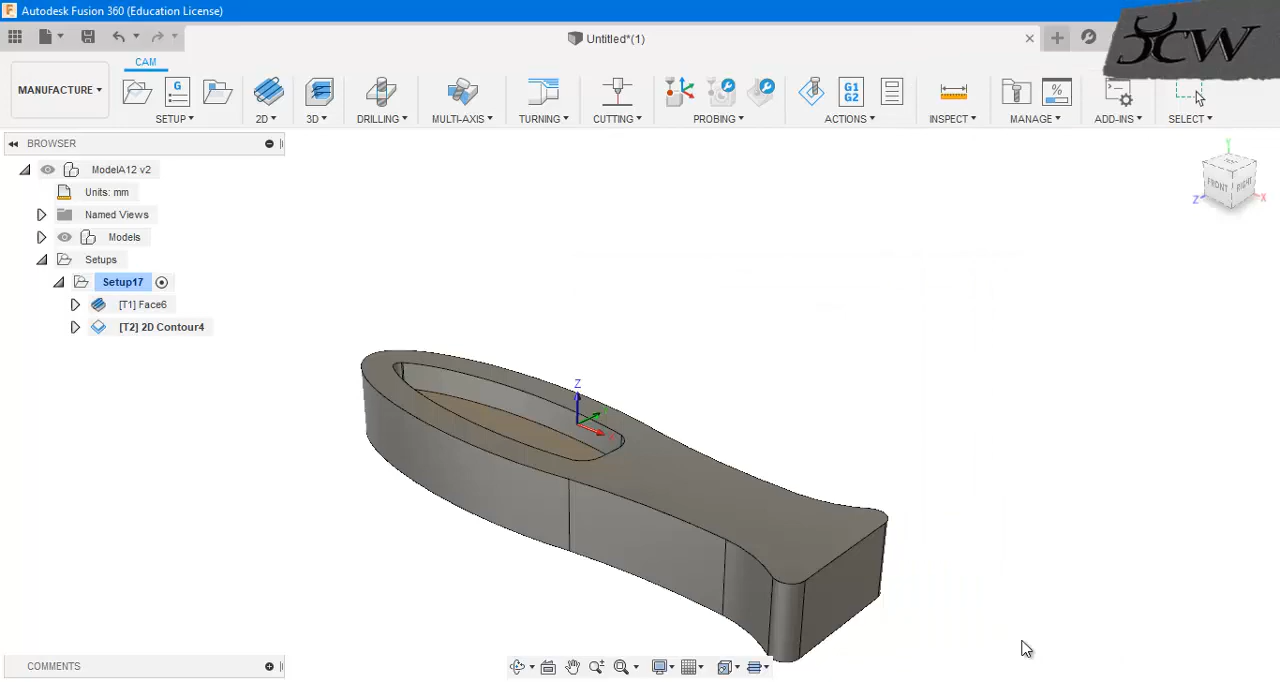 Autodesk Fusion 360 (Education License)
Untitled*(1)
CAM
MANUFACTURE
G
G1
G2
%
SETUP
2D
3D
DRILLING
MULTI-AXIS
TURNING
CUTTING
PROBING
ACTIONS
INSPECT
MANAGE
ADD-INS
SELECT
BROWSER
ModelA12 v2
Units: mm
Named Views
Models
Setups
Setup17
[T1] Face6
[T2] 2D Contour4
Y
FRONT
RIGHT
Z
X
Z
COMMENTS